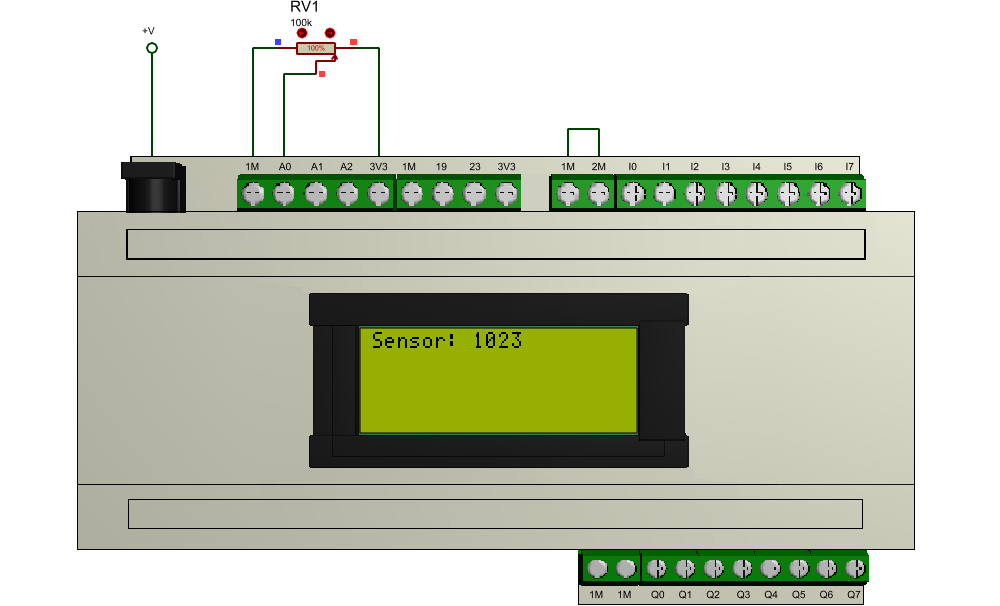 RV1
100k
+V
100%
1M A0 A1 A2 3V3 1M 19 23 3V3 1M 2M I0 I1 I2 I3 I4 I5 I6 I7
Sensor: 1023
1M 1M Q0 Q1 Q2 Q3 Q4 Q5 Q6 Q7